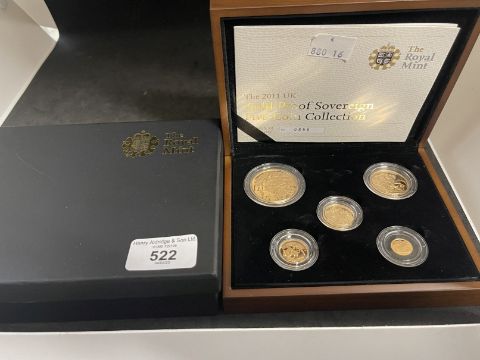 The
Royal
Mint
Henry Aldridge & Son Ltd
522
880 16
The
Royal
Mint
The 2011 UK
Gold Proof Sovereign
Five-Coin Collection